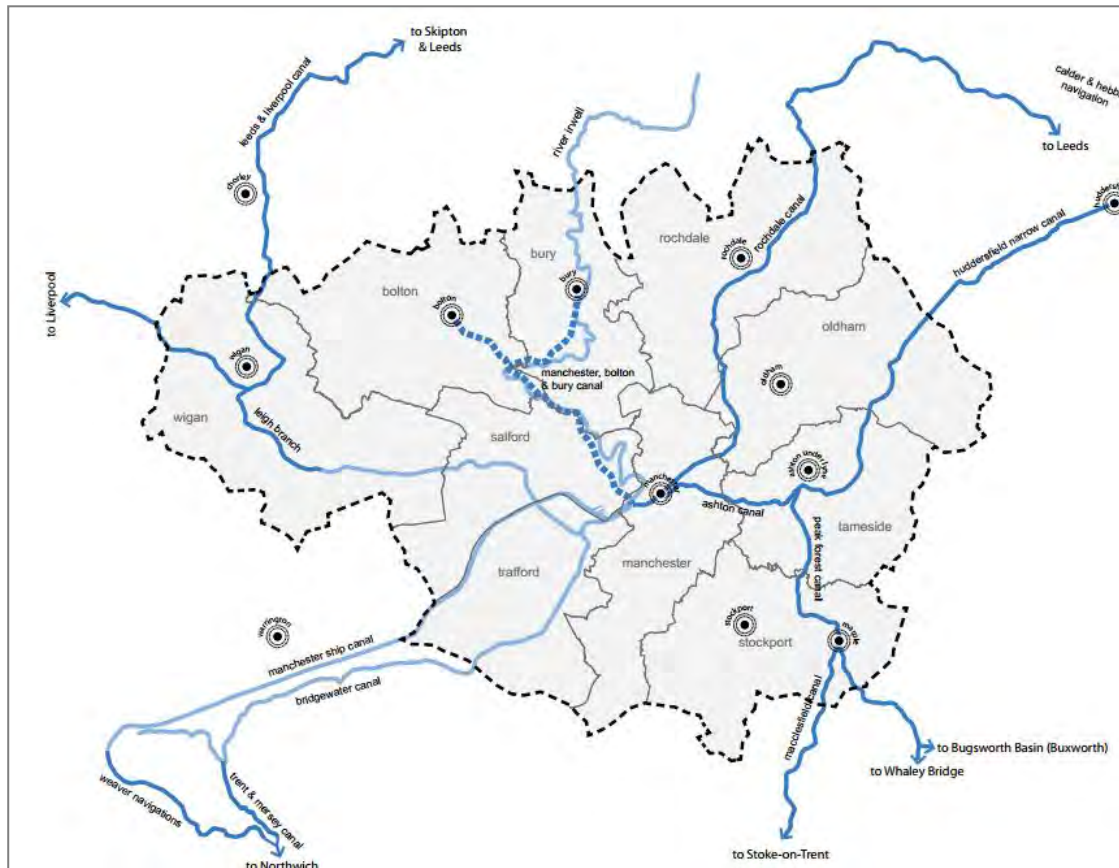 to Skipton
& Leeds
leeds & liverpool canal
calder & hebble
navigation
to Leeds
river irwell
chorley
rochdale
rochdale canal
rochdale
huddersfield narrow canal
bury
bury
to Liverpool
bolton
bolton
oldham
oldham
wigan
wigan
manchester, bolton
& bury canal
leigh branch
salford
ashton under lyne
manchester
ashton canal
tameside
peak forest canal
trafford
manchester
stockport
stockport
marple
warrington
manchester ship canal
bridgewater canal
macclesfield canal
to Bugsworth Basin (Buxworth)
to Whaley Bridge
trent & mersey canal
weaver navigations
to Stoke-on-Trent
to Northwich